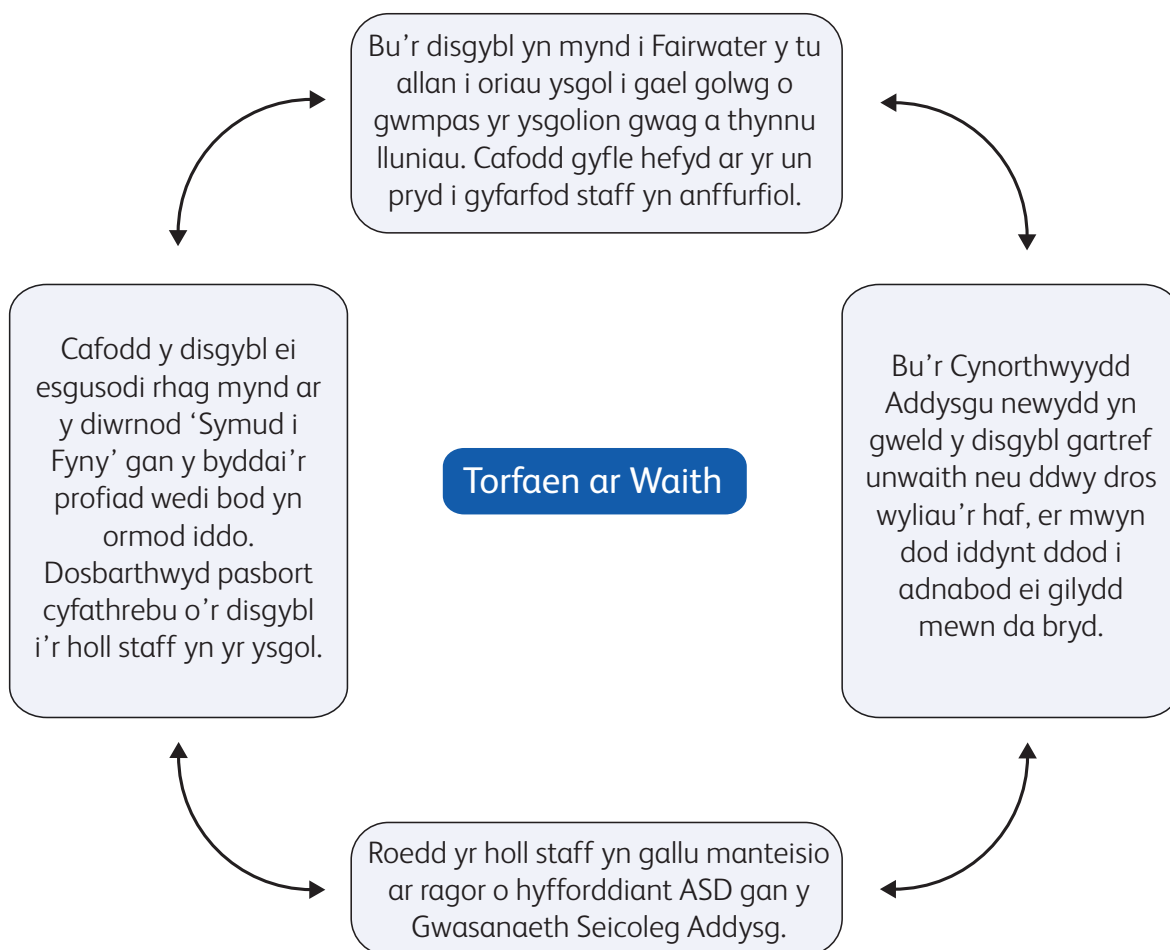 Bu’r disgybl yn mynd i Fairwater y tu
allan i oriau ysgol i gael golwg o
gwmpas yr ysgolion gwag a thynnu
lluniau. Cafodd gyfle hefyd ar yr un
pryd i gyfarfod staff yn anffurfiol.
Cafodd y disgybl ei
esgusodi rhag mynd ar
y diwrnod ‘Symud i
Fyny’ gan y byddai’r
profiad wedi bod yn
ormod iddo.
Dosbarthwyd pasbort
cyfathrebu o’r disgybl
i’r holl staff yn yr ysgol.
Torfaen ar Waith
Bu’r Cynorthwyydd
Addysgu newydd yn
gweld y disgybl gartref
unwaith neu ddwy dros
wyliau’r haf, er mwyn
dod iddynt ddod i
adnabod ei gilydd
mewn da bryd.
Roedd yr holl staff yn gallu manteisio
ar ragor o hyfforddiant ASD gan y
Gwasanaeth Seicoleg Addysg.